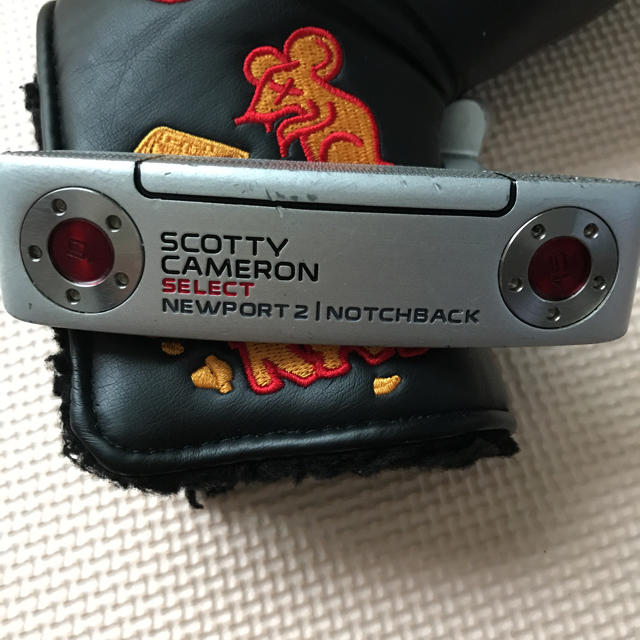 SCOTTY
CAMERON
SELECT
NEWPORT 2 | NOTCHBACK